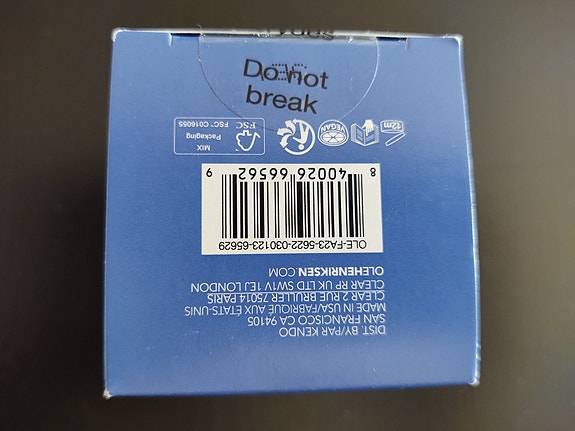 Do not
break
DIST. BY/PAR KENDO
SAN FRANCISCO CA 94105
MADE IN USA/FABRIQUÉ AUX ÉTATS-UNIS
CLEAR 2 RUE BRULLER 75014 PARIS
CLEAR RP UK LTD SW1V 1EJ LONDON
OLEHENRIKSEN.COM
OLE-FA23-5622-030123-65629
8 40026 66562 9
12m
VEGAN
FSC
MIX
Packaging
FSC® C016055